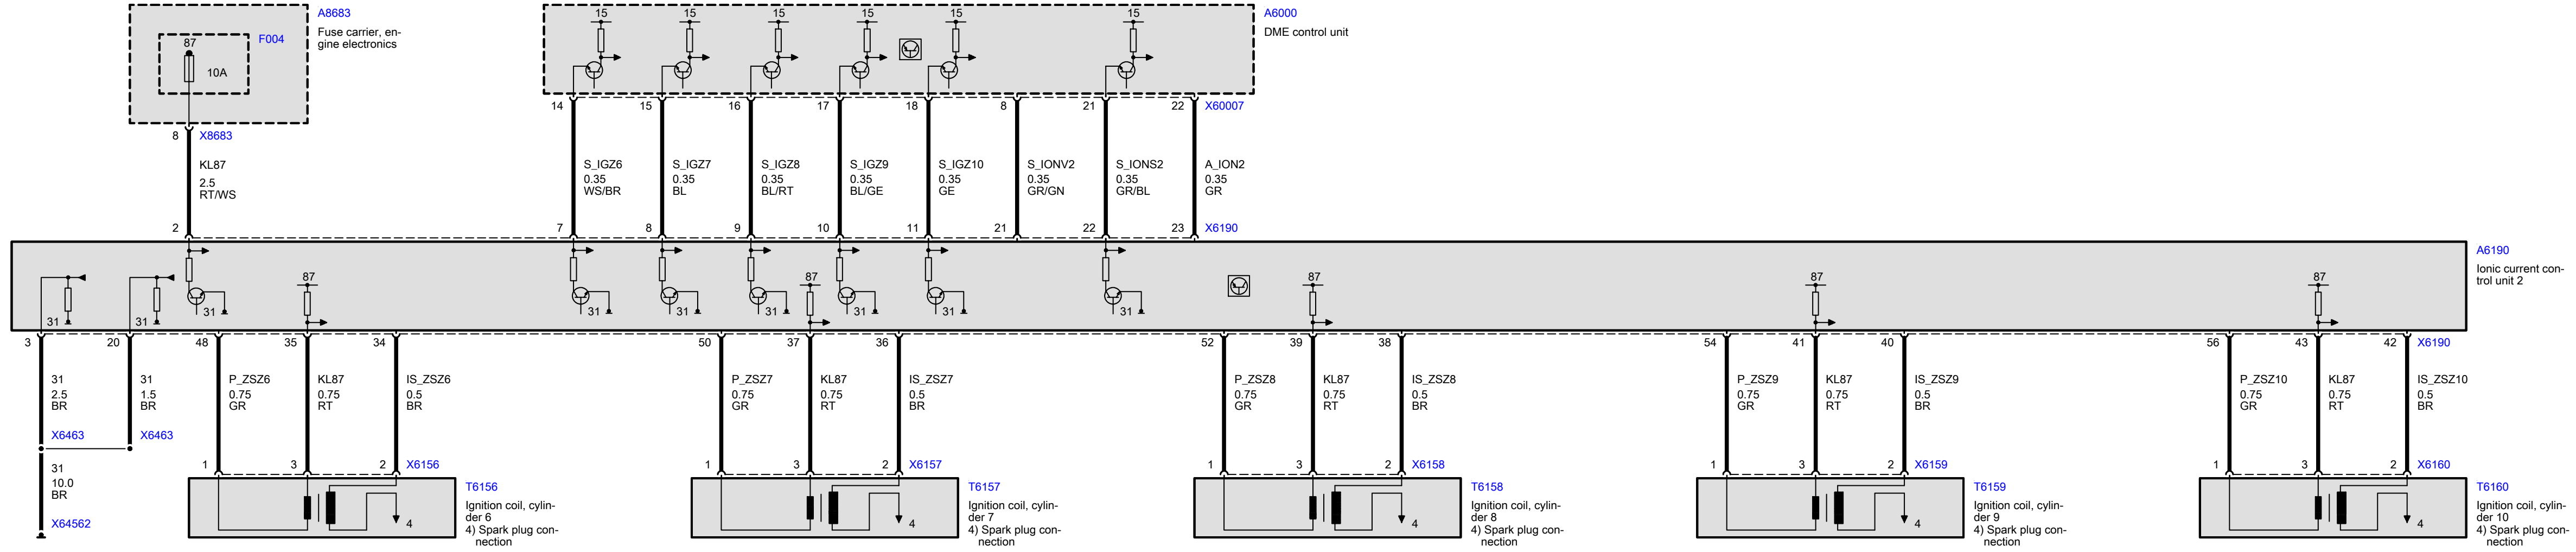 A8683
Fuse carrier, en-
gine electronics
F004
87
10A
8 X8683
KL87
2.5
RT/WS
2
15 15 15 15 15 15
A6000
DME control unit
14 15 16 17 18 8 21 22 X60007
S_IGZ6
0.35
WS/BR
S_IGZ7
0.35
BL
S_IGZ8
0.35
BL/RT
S_IGZ9
0.35
BL/GE
S_IGZ10
0.35
GE
S_IONV2
0.35
GR/GN
S_IONS2
0.35
GR/BL
A_ION2
0.35
GR
7 8 9 10 11 21 22 23 X6190
A6190
Ionic current con-
trol unit 2
87 87 87 87 87
31 31 31 31 31 31 31 31 31
3 20 48 35 34 50 37 36 52 39 38 54 41 40 56 43 42 X6190
31
2.5
BR
31
1.5
BR
P_ZSZ6
0.75
GR
KL87
0.75
RT
IS_ZSZ6
0.5
BR
P_ZSZ7
0.75
GR
KL87
0.75
RT
IS_ZSZ7
0.5
BR
P_ZSZ8
0.75
GR
KL87
0.75
RT
IS_ZSZ8
0.5
BR
P_ZSZ9
0.75
GR
KL87
0.75
RT
IS_ZSZ9
0.5
BR
P_ZSZ10
0.75
GR
KL87
0.75
RT
IS_ZSZ10
0.5
BR
X6463 X6463
31
10.0
BR
X64562
1 3 2 X6156
T6156
Ignition coil, cylin-
der 6
4) Spark plug con-
nection
4
1 3 2 X6157
T6157
Ignition coil, cylin-
der 7
4) Spark plug con-
nection
4
1 3 2 X6158
T6158
Ignition coil, cylin-
der 8
4) Spark plug con-
nection
4
1 3 2 X6159
T6159
Ignition coil, cylin-
der 9
4) Spark plug con-
nection
4
1 3 2 X6160
T6160
Ignition coil, cylin-
der 10
4) Spark plug con-
nection
4